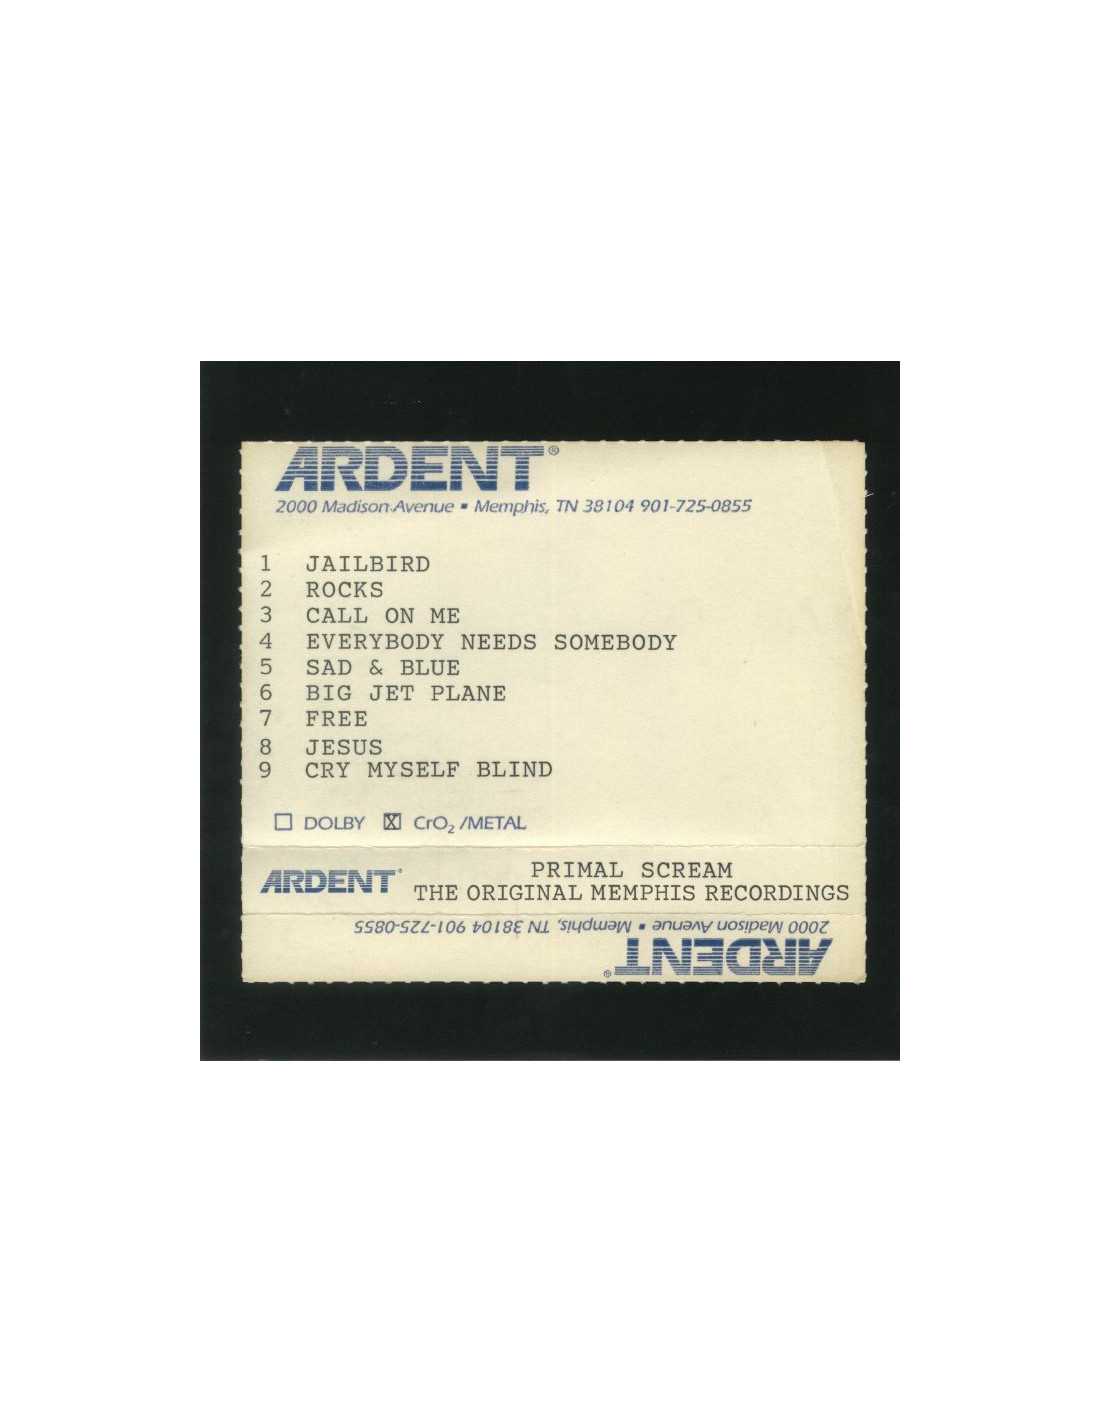 ARDENT®
2000 Madison Avenue ▪ Memphis, TN 38104 901-725-0855
1 JAILBIRD
2 ROCKS
3 CALL ON ME
4 EVERYBODY NEEDS SOMEBODY
5 SAD & BLUE
6 BIG JET PLANE
7 FREE
8 JESUS
9 CRY MYSELF BLIND
☐ DOLBY ☒ CrO₂ /METAL
ARDENT®
PRIMAL SCREAM
THE ORIGINAL MEMPHIS RECORDINGS
ARDENT®
2000 Madison Avenue ▪ Memphis, TN 38104 901-725-0855